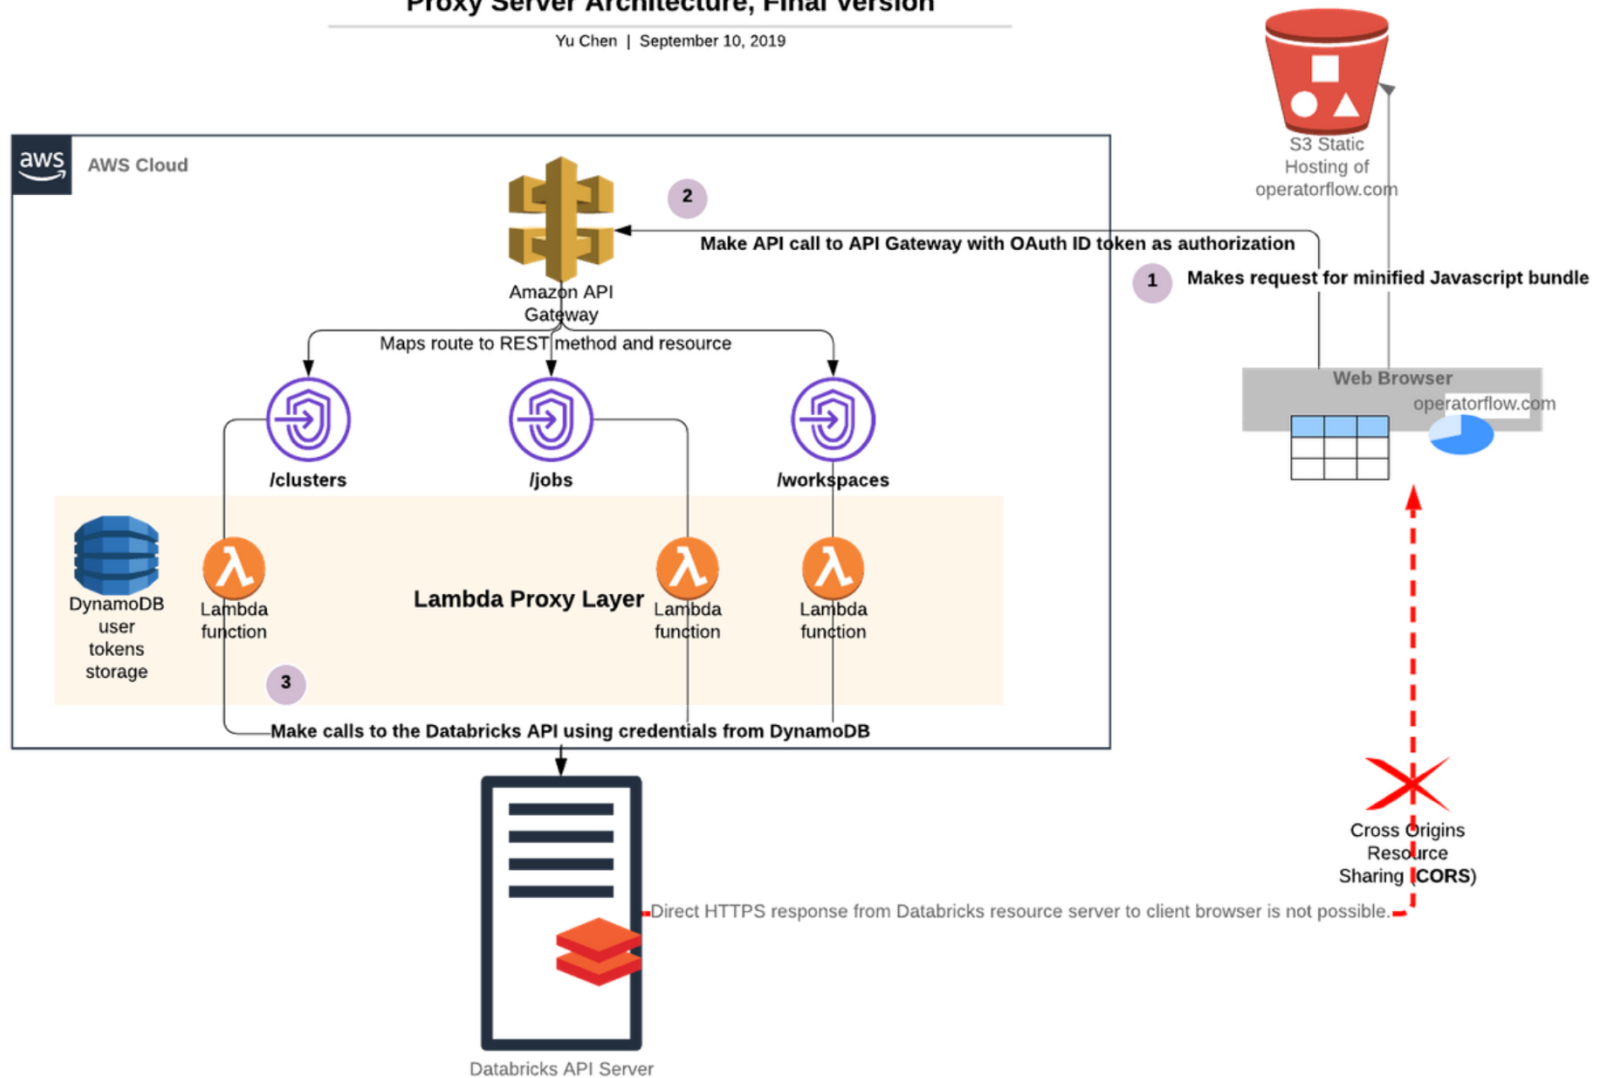 Proxy Server Architecture, Final Version
Yu Chen | September 10, 2019
S3 Static
Hosting of
operatorflow.com
aws
AWS Cloud
2
Make API call to API Gateway with OAuth ID token as authorization
1
Makes request for minified Javascript bundle
Amazon API
Gateway
Maps route to REST method and resource
Web Browser
operatorflow.com
/clusters
/jobs
/workspaces
DynamoDB
user
tokens
storage
Lambda
function
Lambda Proxy Layer
Lambda
function
Lambda
function
3
Make calls to the Databricks API using credentials from DynamoDB
Cross Origins
Resource
Sharing (CORS)
Direct HTTPS response from Databricks resource server to client browser is not possible.
Databricks API Server